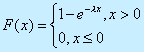 F(x) = { 1−e^{−λx}, x > 0
0, x ≤ 0